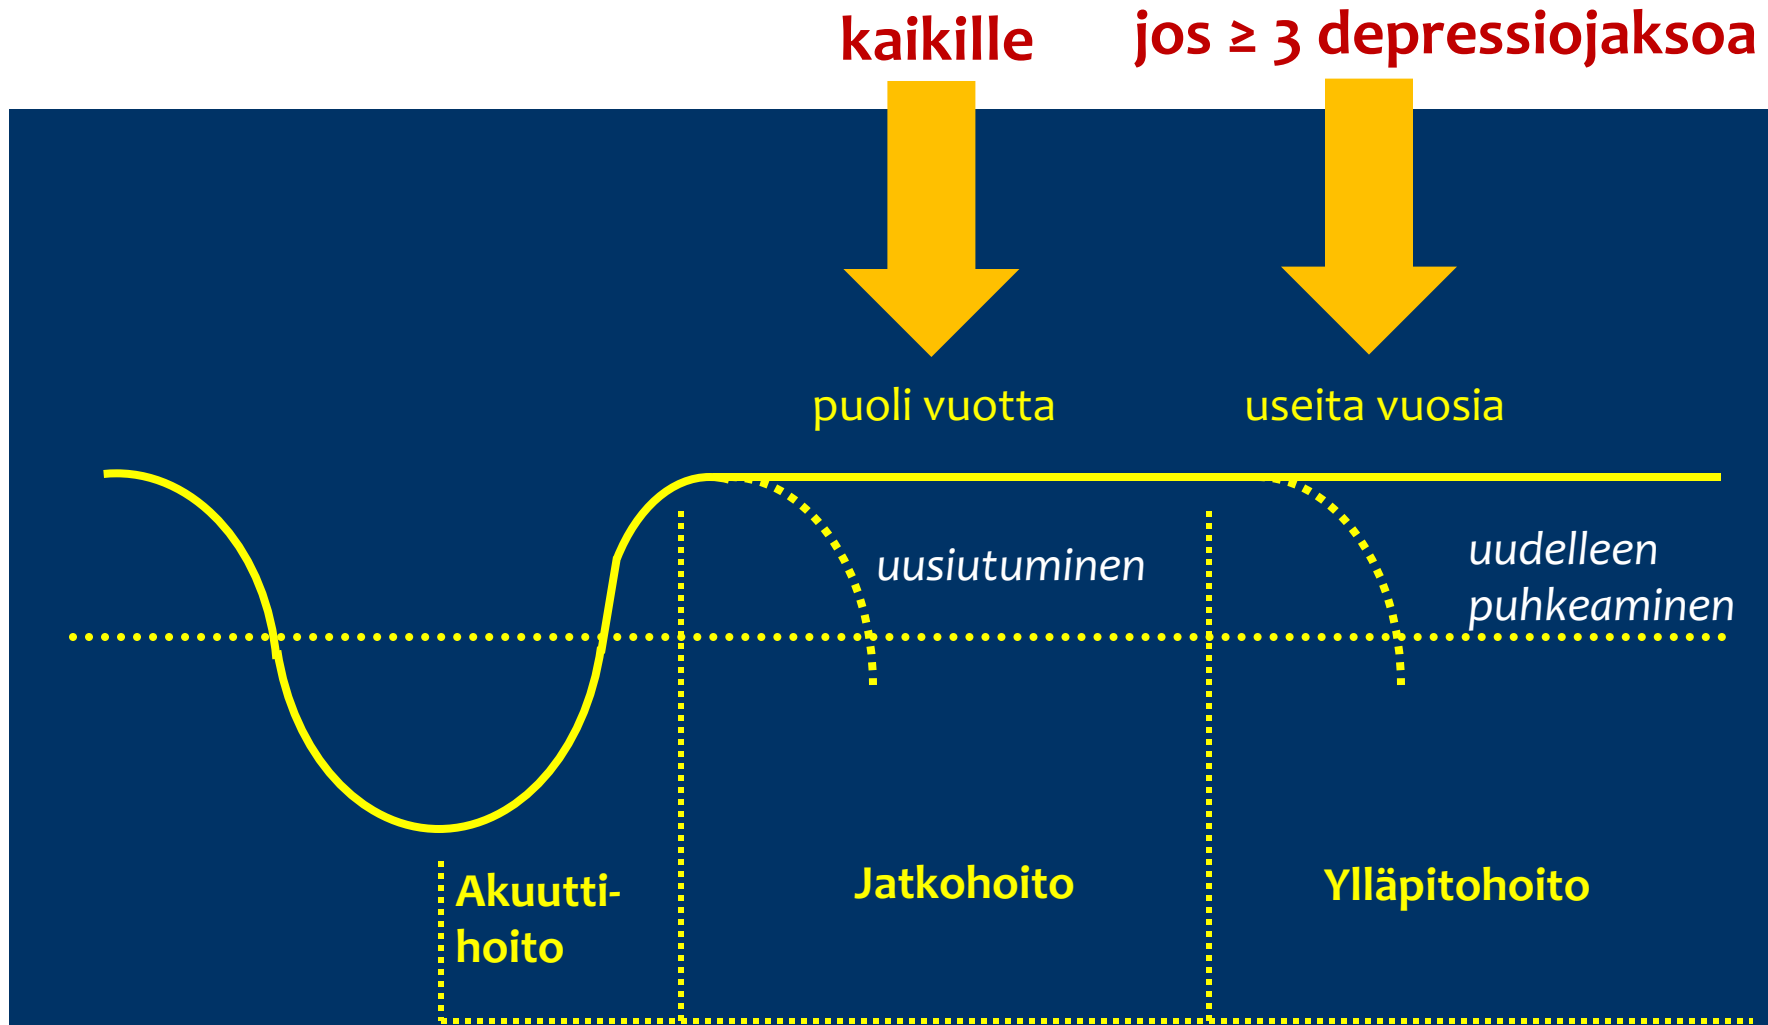 kaikille
jos ≥ 3 depressiojaksoa
puoli vuotta
useita vuosia
uusiutuminen
uudelleen
puhkeaminen
Akuutti-
hoito
Jatkohoito
Ylläpitohoito